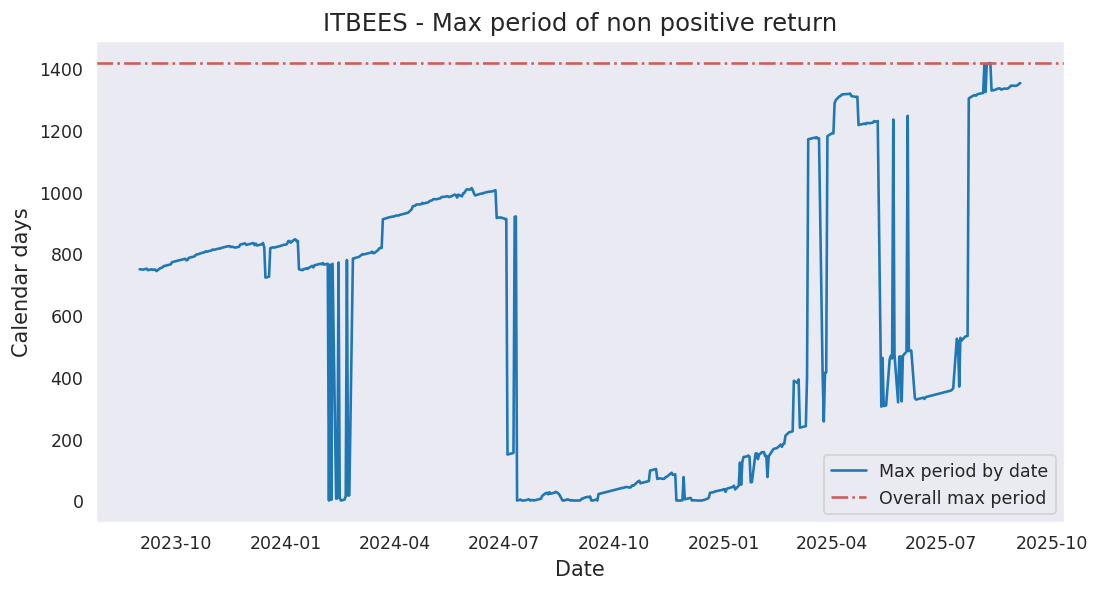 ITBEES - Max period of non positive return
Calendar days
1400
1200
1000
800
600
400
200
0
2023-10 2024-01 2024-04 2024-07 2024-10 2025-01 2025-04 2025-07 2025-10
Date
Max period by date
Overall max period